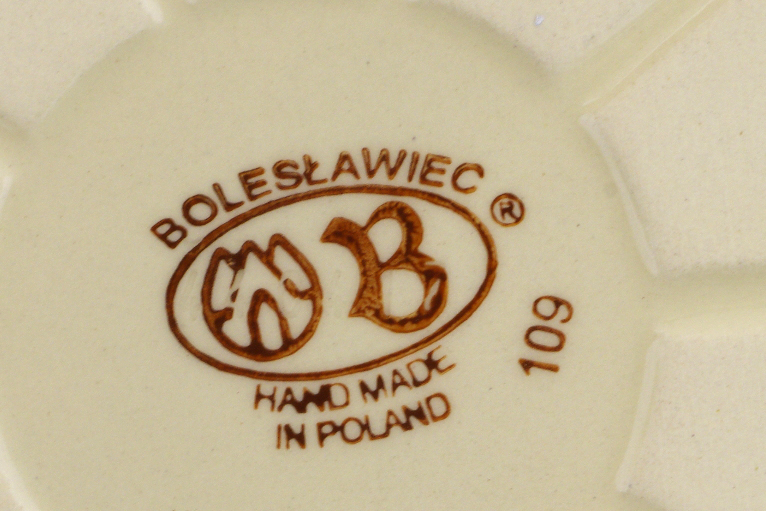 BOLESŁAWIEC ®
B
109
HAND MADE
IN POLAND